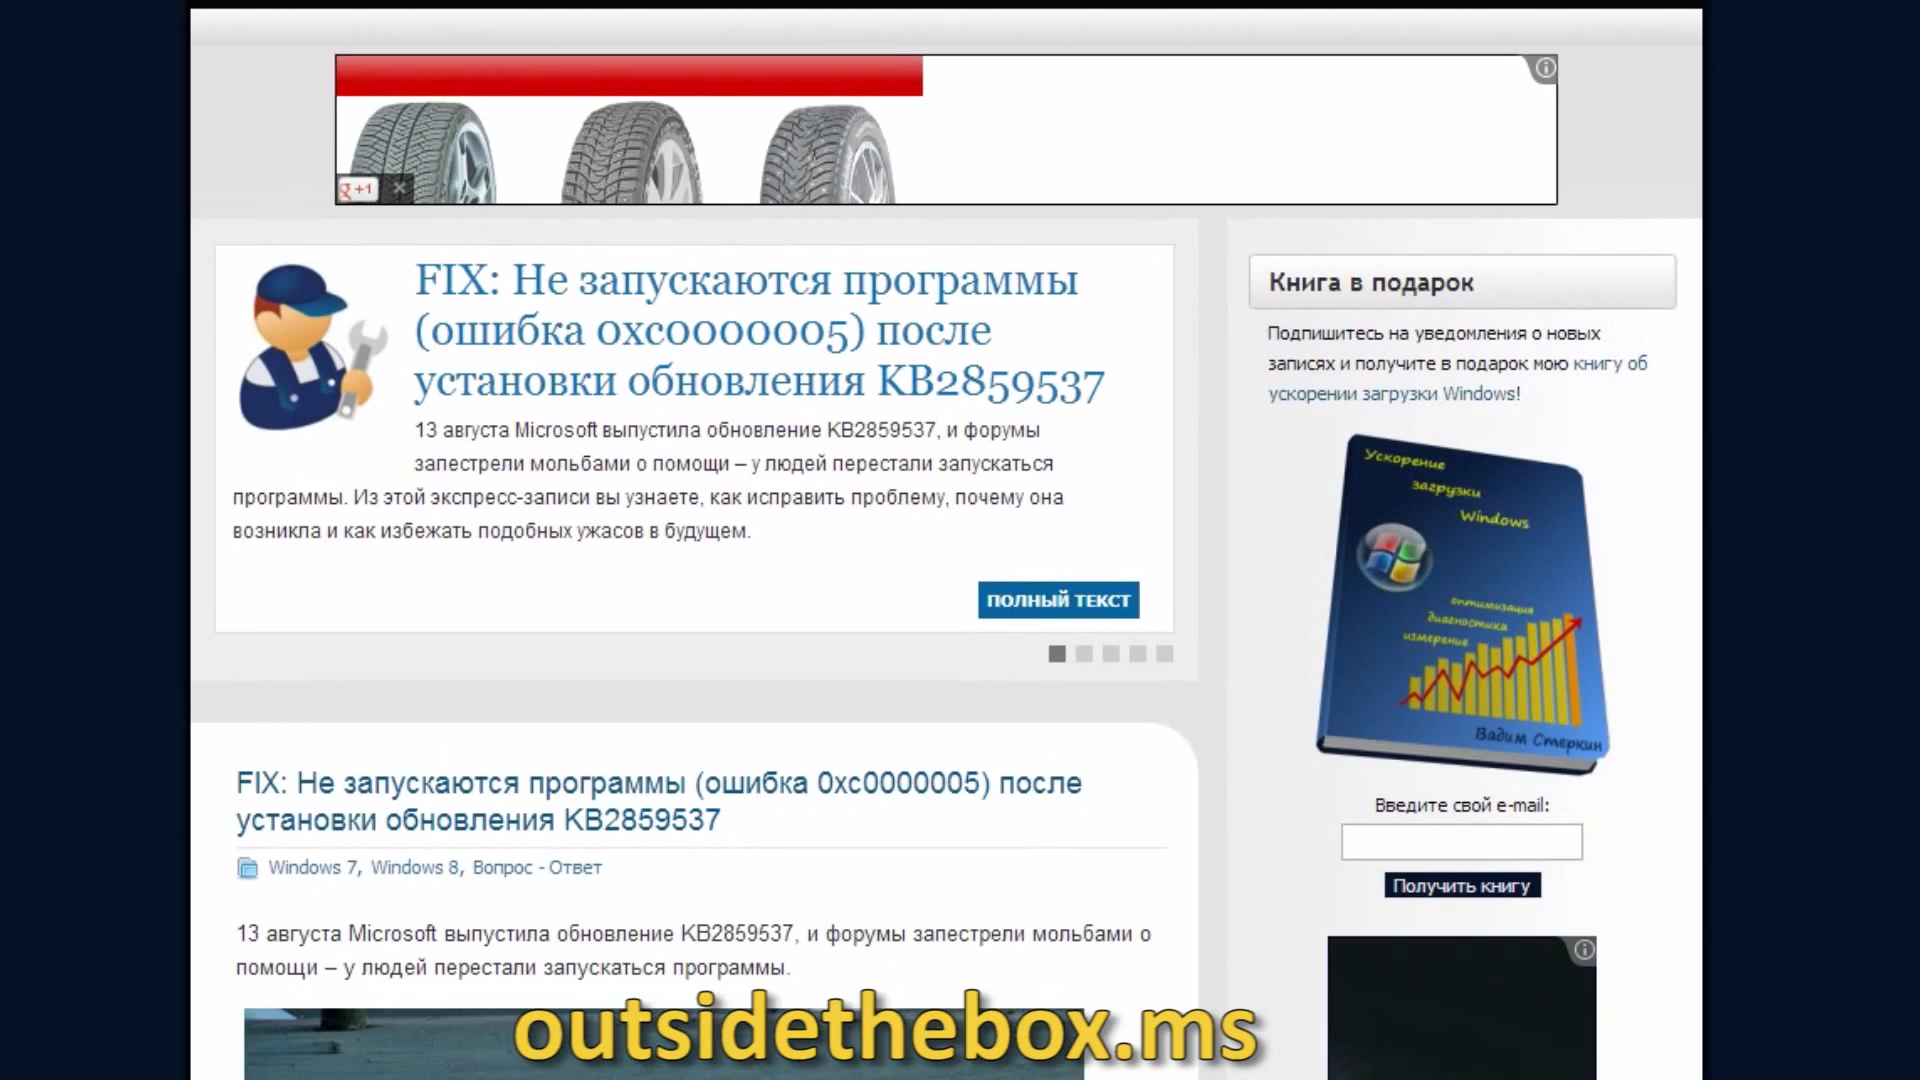 g +1
FIX: Не запускаются программы
(ошибка 0xc0000005) после
установки обновления KB2859537
13 августа Microsoft выпустила обновление KB2859537, и форумы
запестрели мольбами о помощи – у людей перестали запускаться
программы. Из этой экспресс-записи вы узнаете, как исправить проблему, почему она
возникла и как избежать подобных ужасов в будущем.
ПОЛНЫЙ ТЕКСТ
FIX: Не запускаются программы (ошибка 0xc0000005) после
установки обновления KB2859537
Windows 7, Windows 8, Вопрос - Ответ
13 августа Microsoft выпустила обновление KB2859537, и форумы запестрели мольбами о
помощи – у людей перестали запускаться программы.
Книга в подарок
Подпишитесь на уведомления о новых
записях и получите в подарок мою книгу об
ускорении загрузки Windows!
Ускорение
загрузки
Windows
оптимизация
диагностика
измерение
Вадим Стеркин
Введите свой e-mail:
Получить книгу
outsidethebox.ms